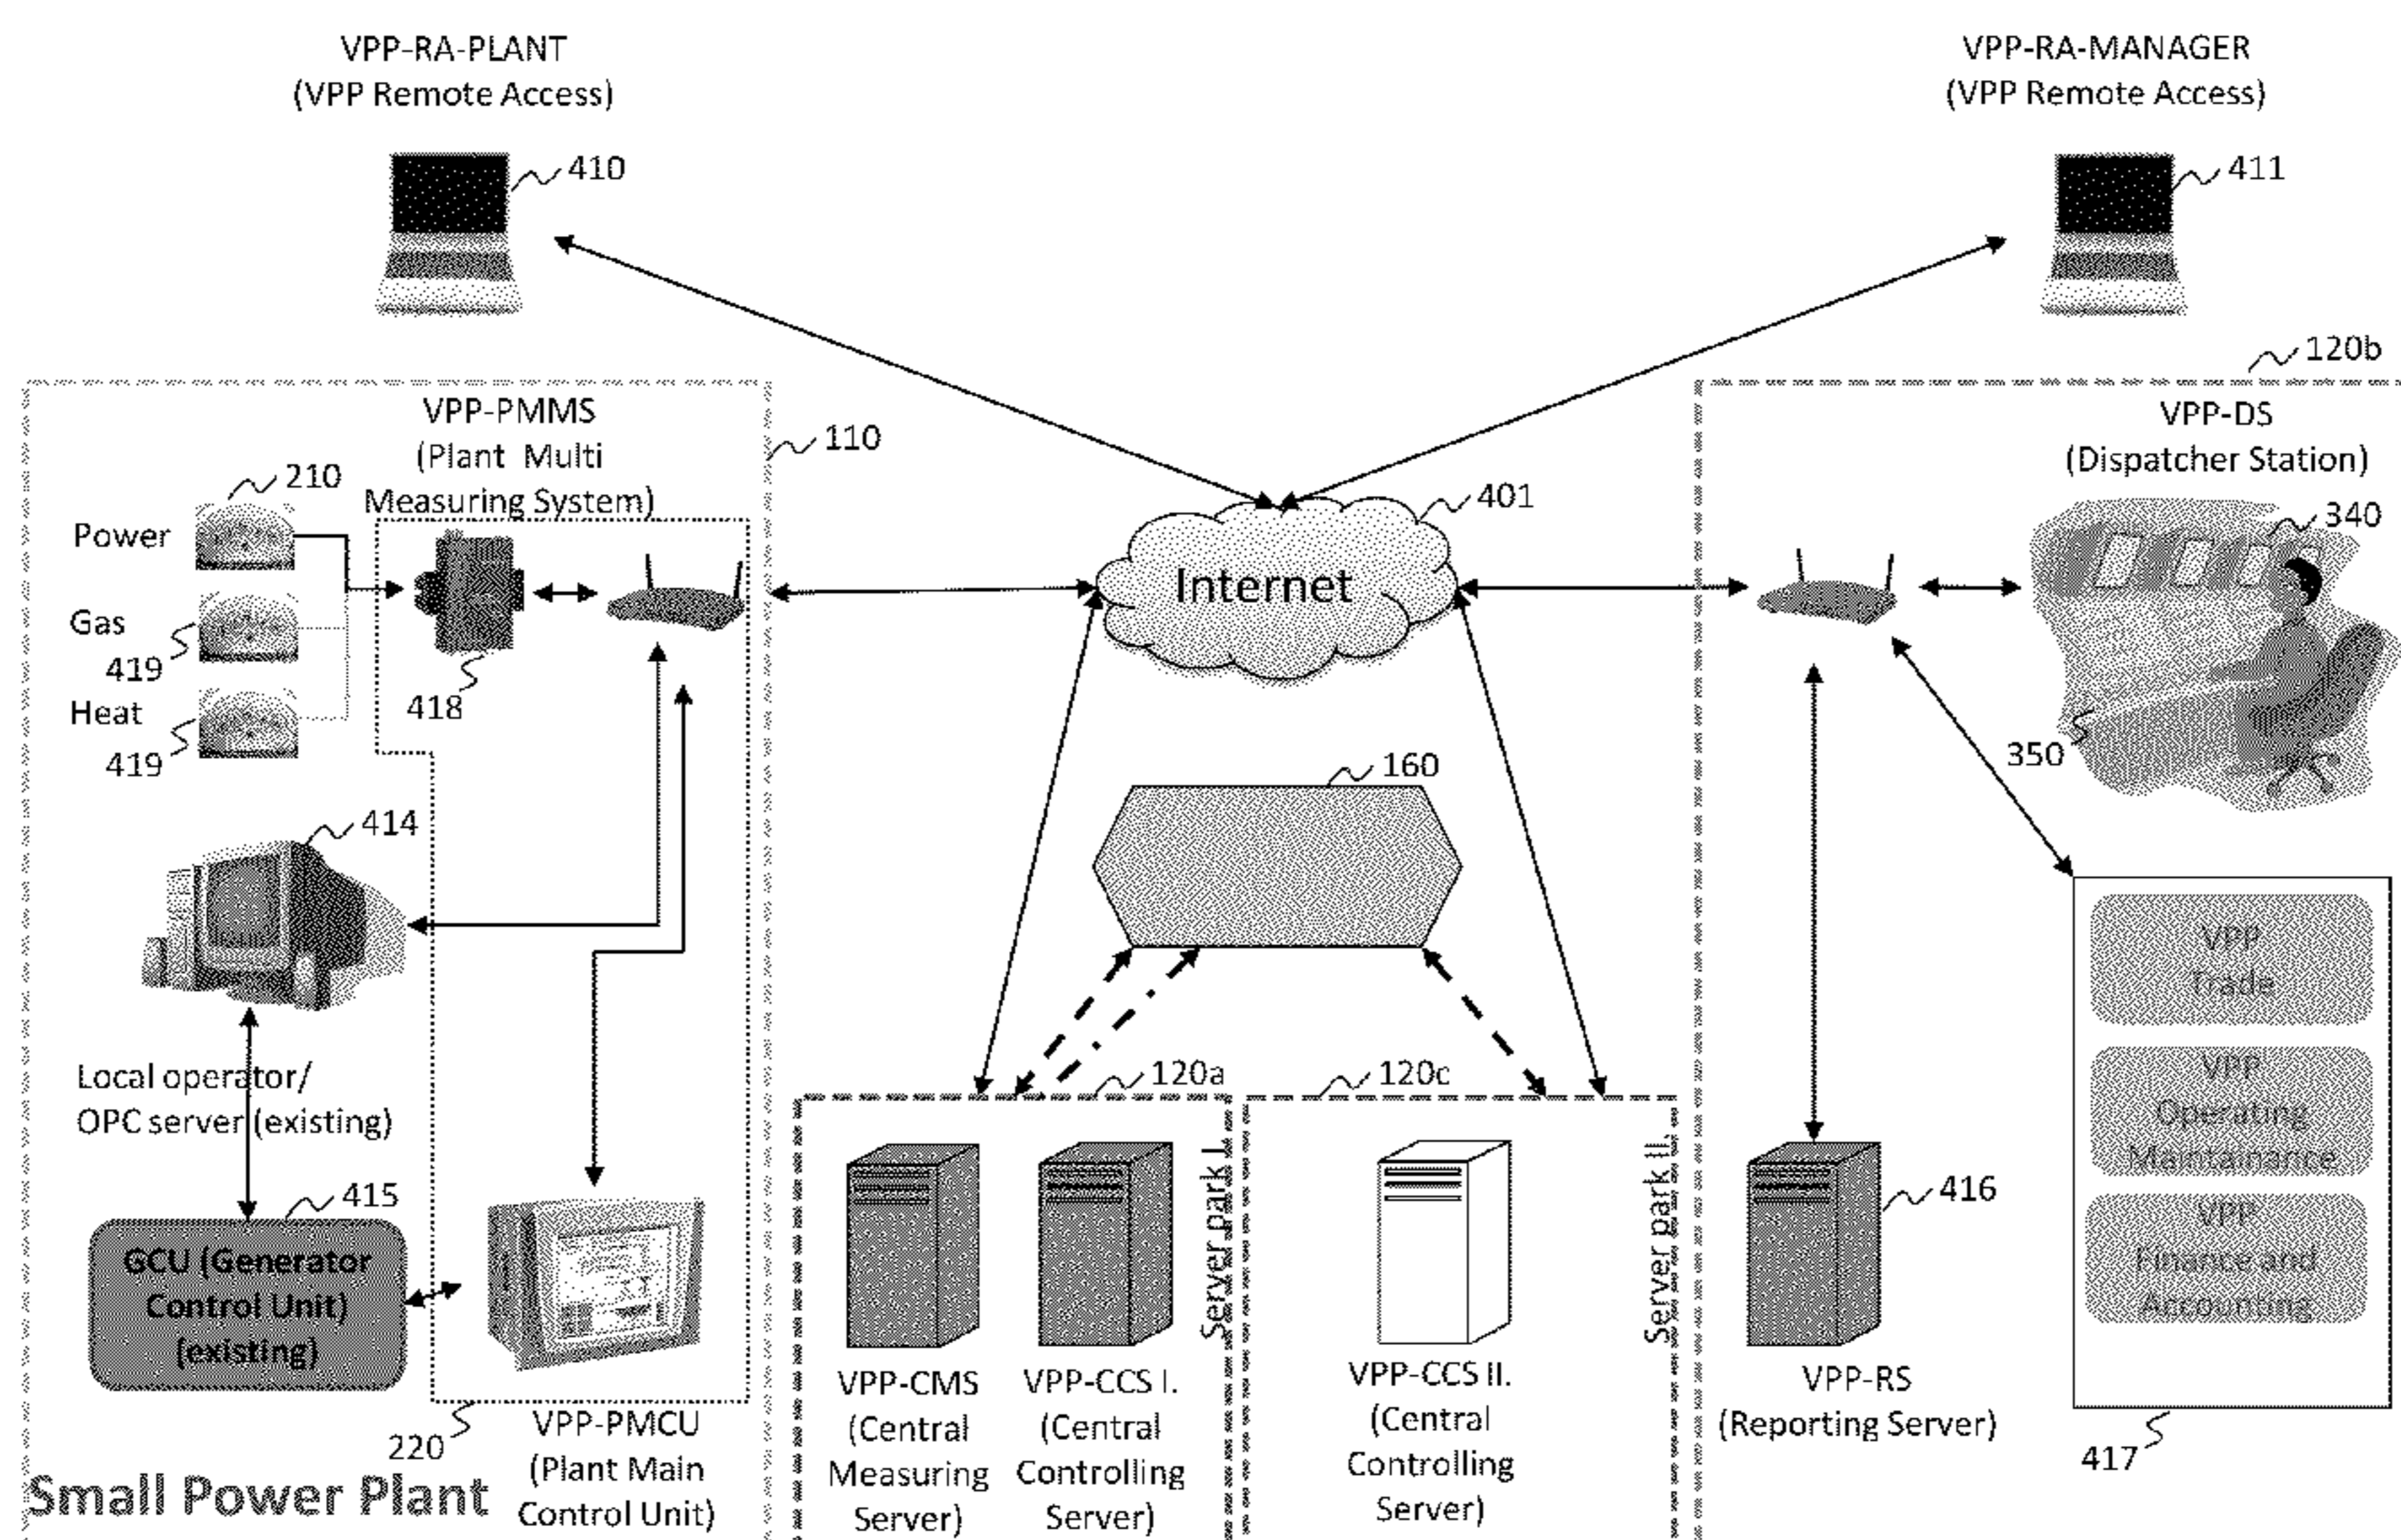 VPP-RA-PLANT
(VPP Remote Access)
410
VPP-RA-MANAGER
(VPP Remote Access)
411
120b
VPP-PMMS
(Plant Multi
Measuring System)
110
210
Power
Gas
419
Heat
419
418
414
Local operator/
OPC server (existing)
415
GCU (Generator
Control Unit)
(existing)
220
VPP-PMCU
(Plant Main
Control Unit)
Small Power Plant
401
Internet
160
120a
120c
Server park I.
Server park II.
VPP-CMS
(Central
Measuring
Server)
VPP-CCS I.
(Central
Controlling
Server)
VPP-CCS II.
(Central
Controlling
Server)
VPP-DS
(Dispatcher Station)
340
350
VPP
Trade
VPP
Operating
Maintainance
VPP
Finance and
Accounting
416
VPP-RS
(Reporting Server)
417